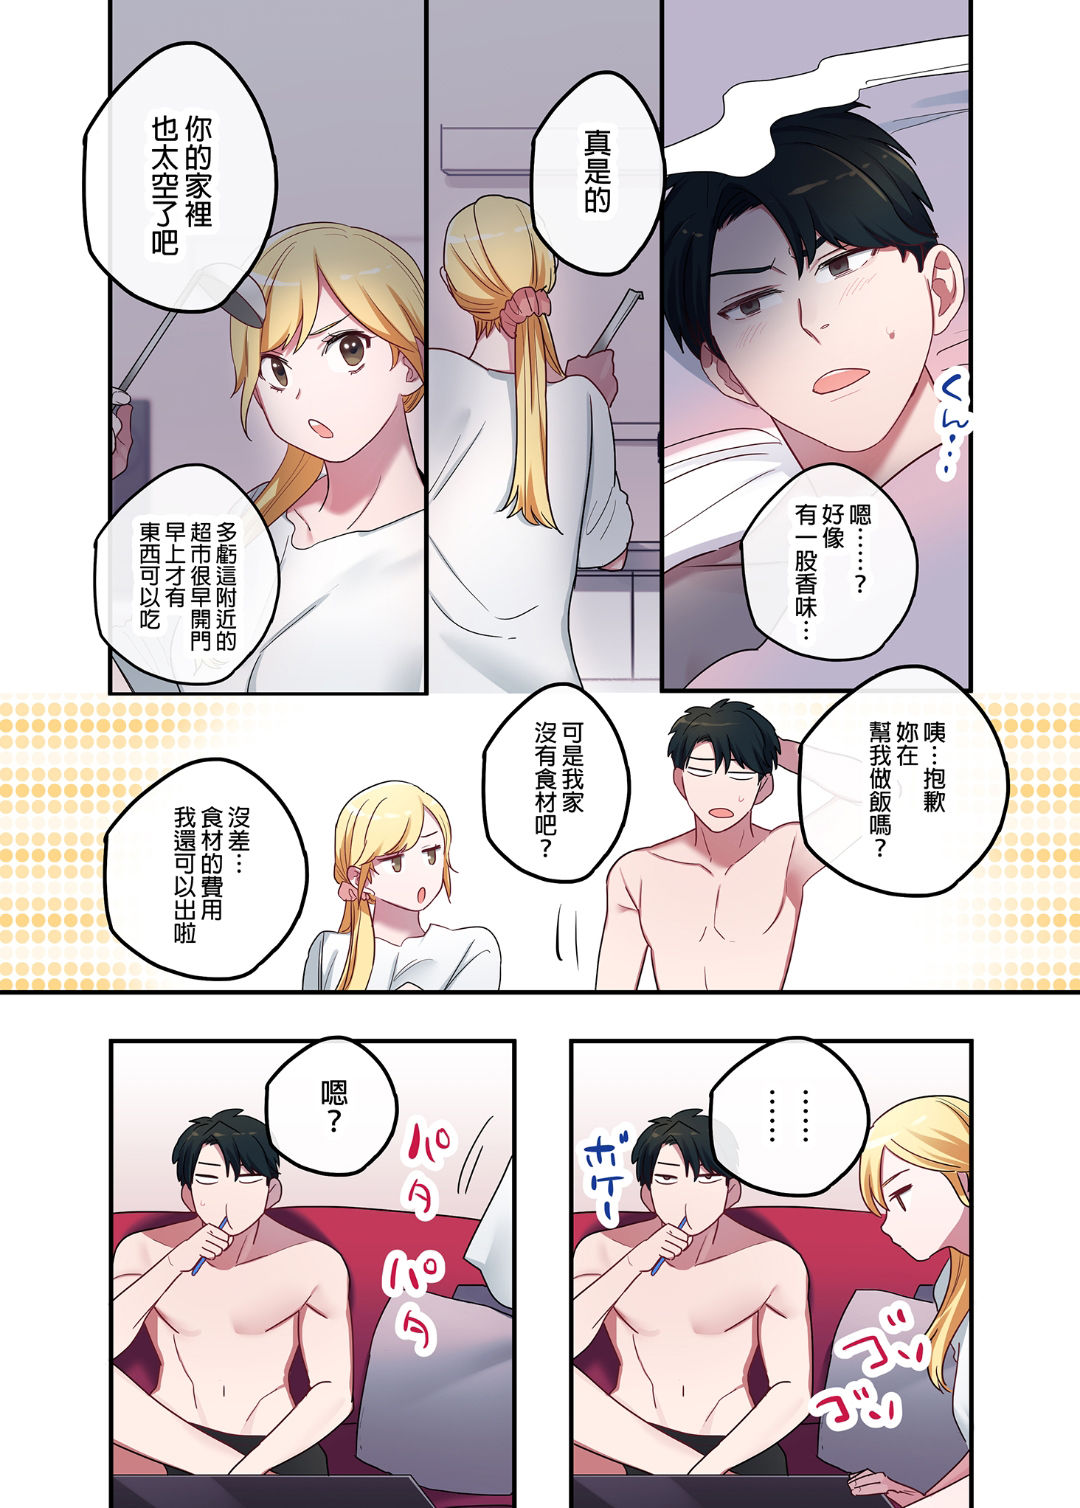 嗯……？
好像
有一股香味…
くん…
真是的
你的家裡
也太空了吧
多虧這附近的
超市很早開門
早上才有
東西可以吃
咦…抱歉
妳在
幫我做飯嗎？
可是我家
沒有食材吧？
沒差…
食材的費用
我還可以出啦
……
……
ボケー
ゴソ
ゴソ
嗯？
パタ
パタ